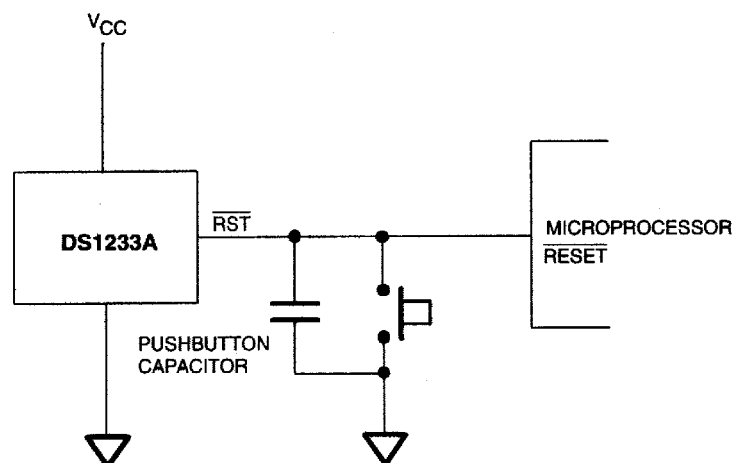 VCC
DS1233A
RST
MICROPROCESSOR
RESET
PUSHBUTTON
CAPACITOR